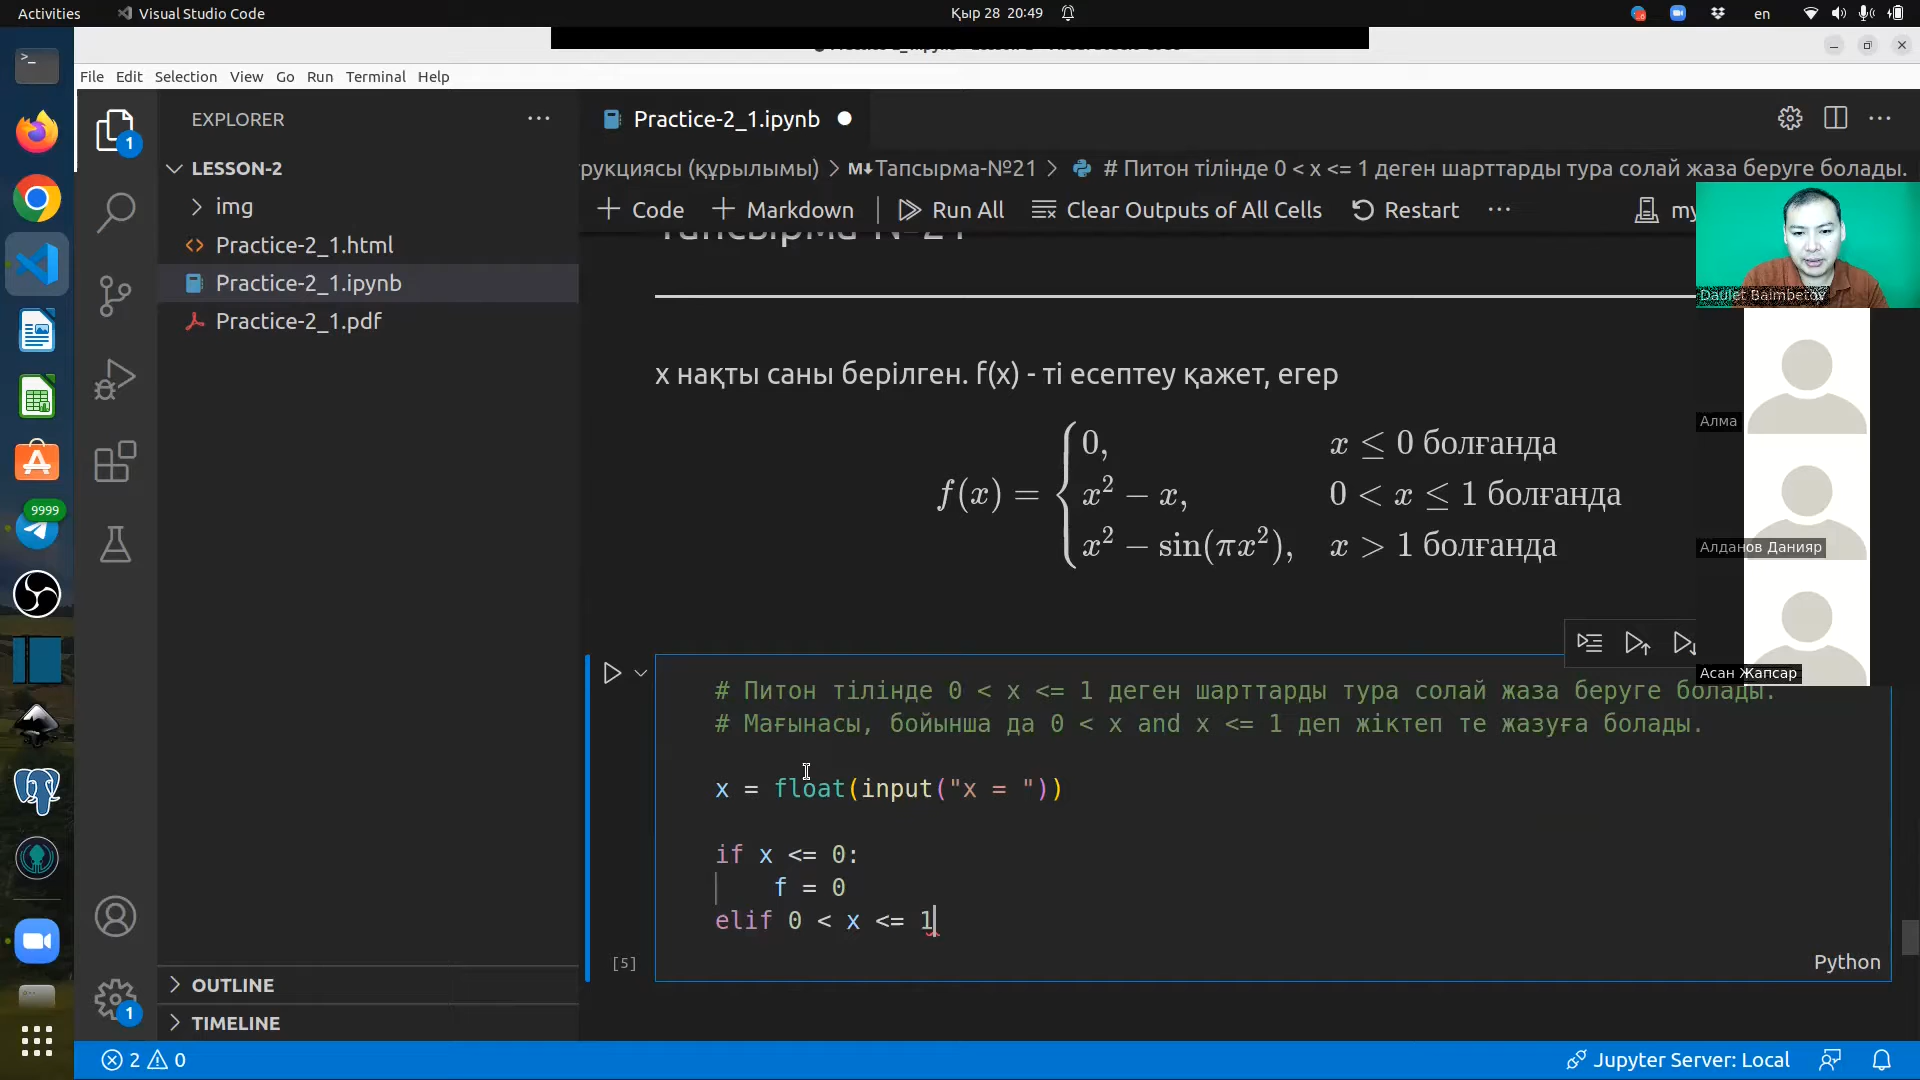 Activities
Visual Studio Code
Қыр 28 20:49
en
File Edit Selection View Go Run Terminal Help
EXPLORER
1
LESSON-2
img
Practice-2_1.html
Practice-2_1.ipynb
Practice-2_1.pdf
9999
OUTLINE
1
TIMELINE
Practice-2_1.ipynb
рукциясы (құрылымы) > M↓Тапсырма-№21 > # Питон тілінде 0 < x <= 1 деген шарттарды тура солай жаза беруге болады.
+ Code + Markdown Run All Clear Outputs of All Cells Restart ... my
Тапсырма-№21
x нақты саны берілген. f(x) - ті есептеу қажет, егер
f(x) = { 0, x ≤ 0 болғанда
x² − x, 0 < x ≤ 1 болғанда
x² − sin(πx²), x > 1 болғанда
# Питон тілінде 0 < x <= 1 деген шарттарды тура солай жаза беруге болады.
# Мағынасы, бойынша да 0 < x and x <= 1 деп жіктеп те жазуға болады.
x = float(input("x = "))
if x <= 0:
f = 0
elif 0 < x <= 1
[5]
Python
Daulet Baimbetov
Алма
Алданов Данияр
Асан Жапсар
2 0
Jupyter Server: Local